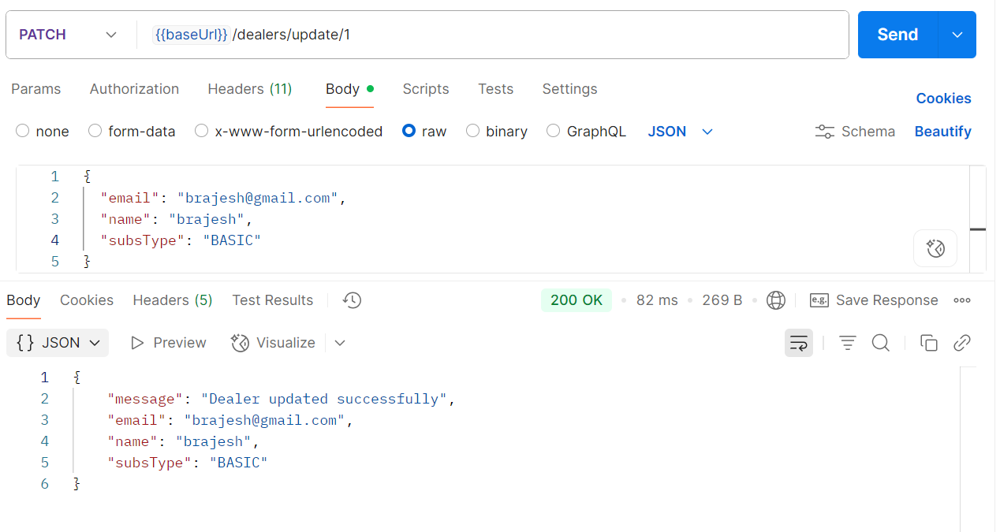 PATCH {{baseUrl}} /dealers/update/1 Send
Params Authorization Headers (11) Body Scripts Tests Settings Cookies
none form-data x-www-form-urlencoded raw binary GraphQL JSON Schema Beautify
1 {
2 "email": "brajesh@gmail.com",
3 "name": "brajesh",
4 "subsType": "BASIC"
5 }
Body Cookies Headers (5) Test Results 200 OK 82 ms 269 B e.g. Save Response
{} JSON Preview Visualize
1 {
2 "message": "Dealer updated successfully",
3 "email": "brajesh@gmail.com",
4 "name": "brajesh",
5 "subsType": "BASIC"
6 }